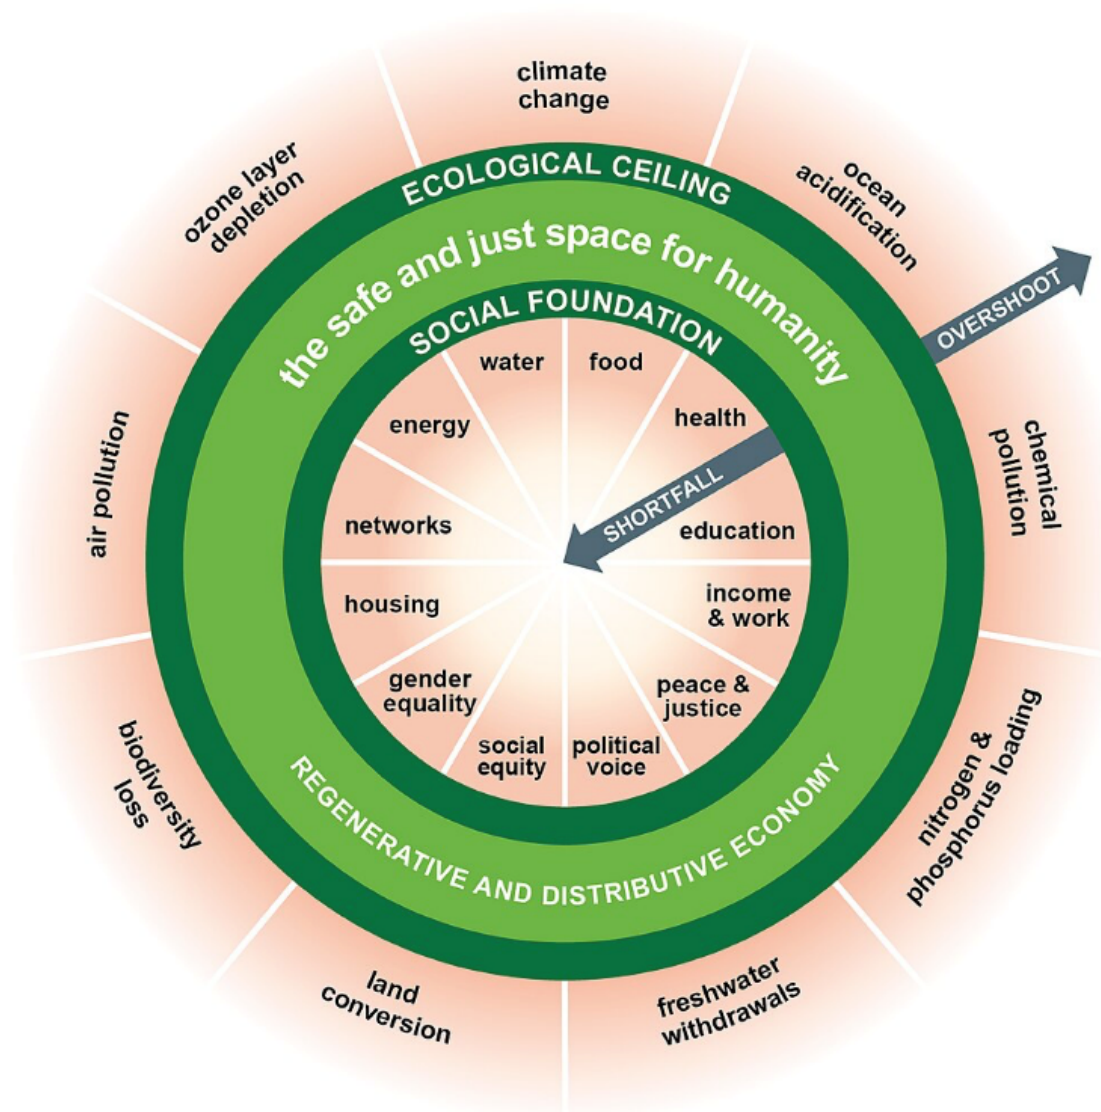 climate
change
ocean
acidification
chemical
pollution
nitrogen &
phosphorus loading
freshwater
withdrawals
land
conversion
biodiversity
loss
air pollution
ozone layer
depletion
OVERSHOOT
ECOLOGICAL CEILING
the safe and just space for humanity
SOCIAL FOUNDATION
water
food
health
SHORTFALL
education
income
& work
peace &
justice
political
voice
social
equity
gender
equality
housing
networks
energy
REGENERATIVE AND DISTRIBUTIVE ECONOMY